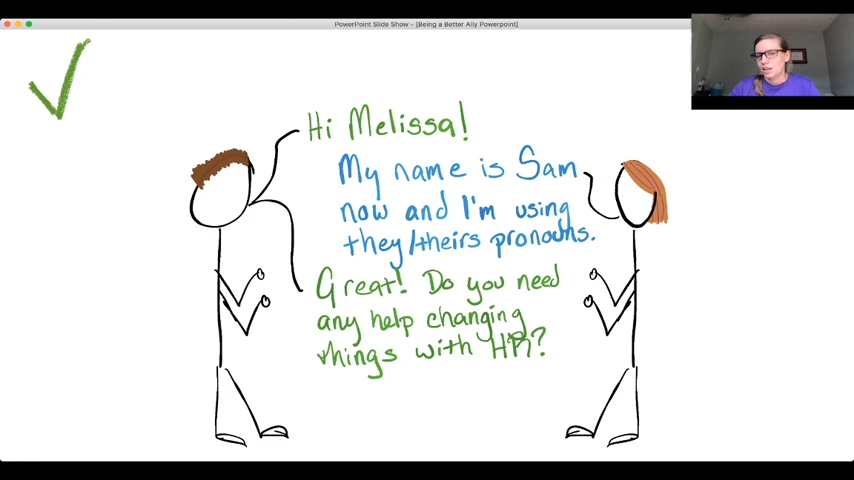 PowerPoint Slide Show - [Being a Better Ally Powerpoint]
Hi Melissa!
My name is Sam
now and I'm using
they/theirs pronouns.
Great! Do you need
any help changing
things with HR?